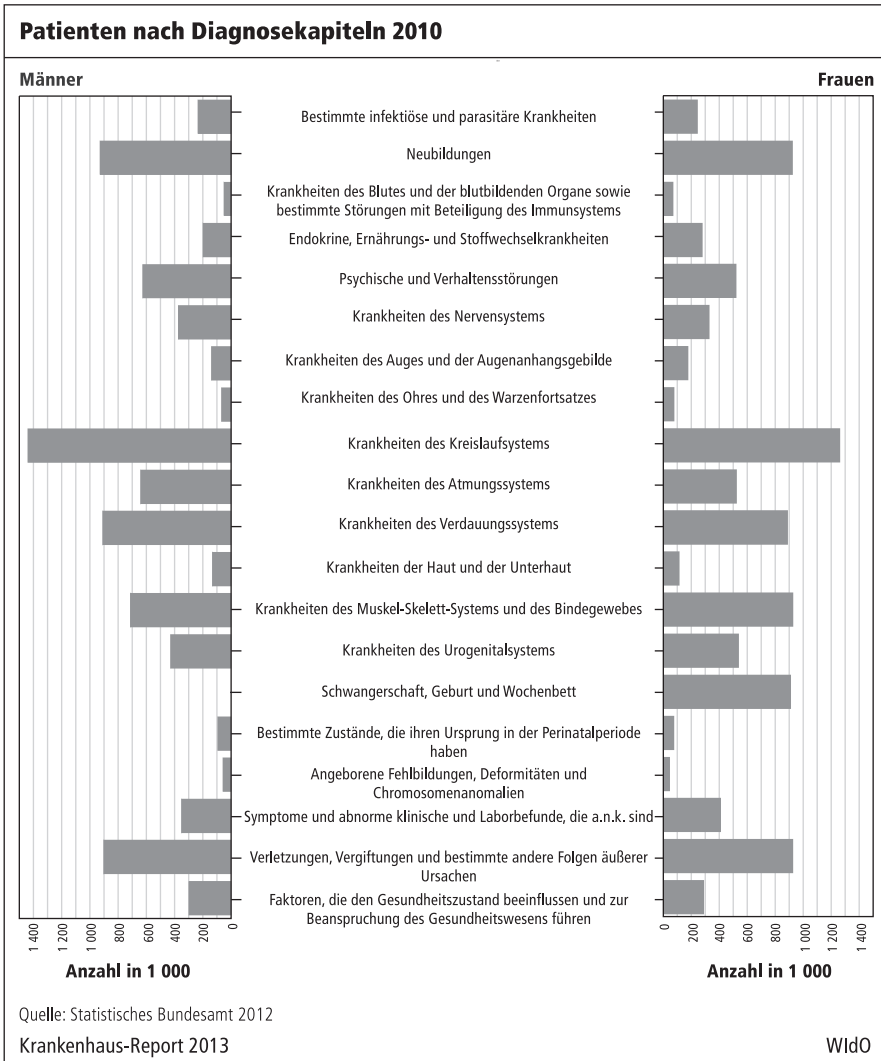 Patienten nach Diagnosekapiteln 2010
Männer
Frauen
Bestimmte infektiöse und parasitäre Krankheiten
Neubildungen
Krankheiten des Blutes und der blutbildenden Organe sowie
bestimmte Störungen mit Beteiligung des Immunsystems
Endokrine, Ernährungs- und Stoffwechselkrankheiten
Psychische und Verhaltensstörungen
Krankheiten des Nervensystems
Krankheiten des Auges und der Augenanhangsgebilde
Krankheiten des Ohres und des Warzenfortsatzes
Krankheiten des Kreislaufsystems
Krankheiten des Atmungssystems
Krankheiten des Verdauungssystems
Krankheiten der Haut und der Unterhaut
Krankheiten des Muskel-Skelett-Systems und des Bindegewebes
Krankheiten des Urogenitalsystems
Schwangerschaft, Geburt und Wochenbett
Bestimmte Zustände, die ihren Ursprung in der Perinatalperiode
haben
Angeborene Fehlbildungen, Deformitäten und
Chromosomenanomalien
Symptome und abnorme klinische und Laborbefunde, die a.n.k. sind
Verletzungen, Vergiftungen und bestimmte andere Folgen äußerer
Ursachen
Faktoren, die den Gesundheitszustand beeinflussen und zur
Beanspruchung des Gesundheitswesens führen
1 400 1 200 1 000 800 600 400 200 0
0 200 400 600 800 1 000 1 200 1 400
Anzahl in 1 000
Anzahl in 1 000
Quelle: Statistisches Bundesamt 2012
Krankenhaus-Report 2013
WIdO